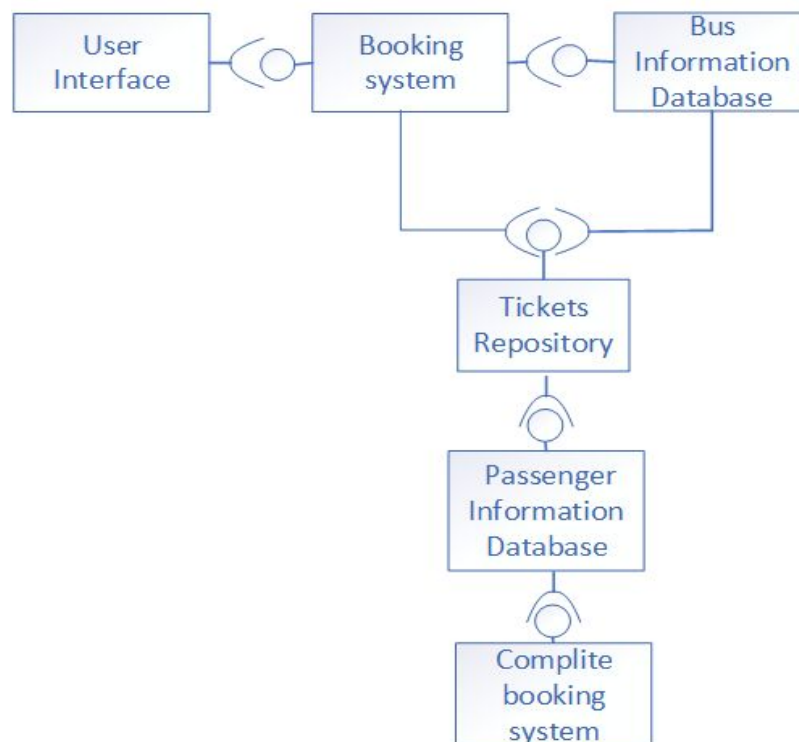 User
Interface
Booking
system
Bus
Information
Database
Tickets
Repository
Passenger
Information
Database
Complite
booking
system